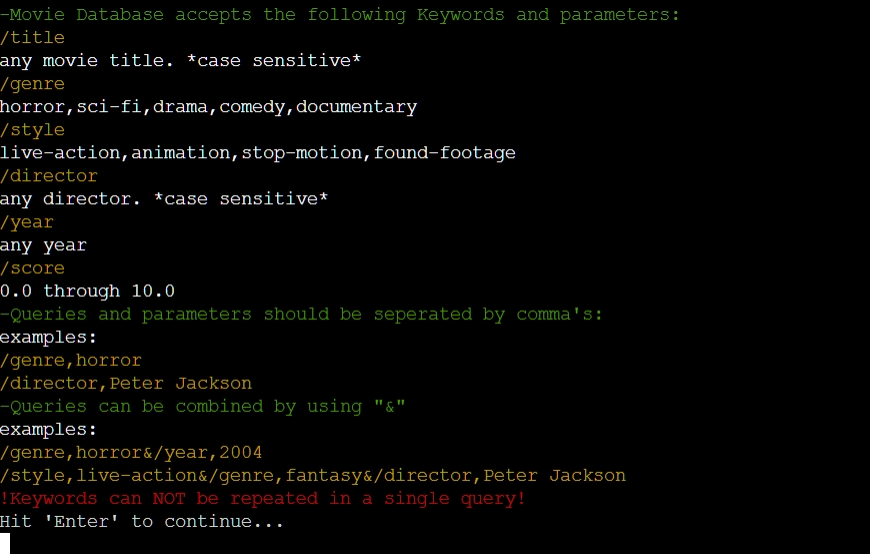 -Movie Database accepts the following Keywords and parameters:
/title
any movie title. *case sensitive*
/genre
horror,sci-fi,drama,comedy,documentary
/style
live-action,animation,stop-motion,found-footage
/director
any director. *case sensitive*
/year
any year
/score
0.0 through 10.0
-Queries and parameters should be seperated by comma's:
examples:
/genre,horror
/director,Peter Jackson
-Queries can be combined by using "&"
examples:
/genre,horror&/year,2004
/style,live-action&/genre,fantasy&/director,Peter Jackson
!Keywords can NOT be repeated in a single query!
Hit 'Enter' to continue...